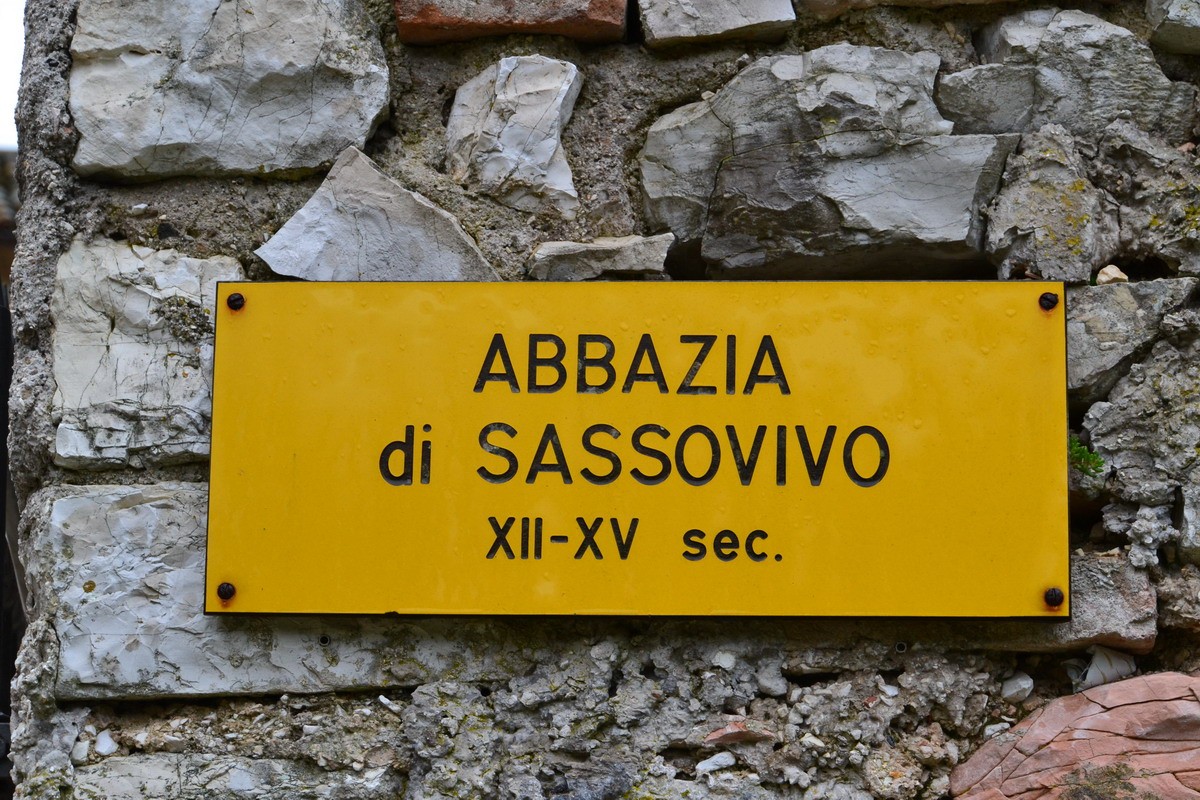 ABBAZIA
di SASSOVIVO
XII-XV sec.